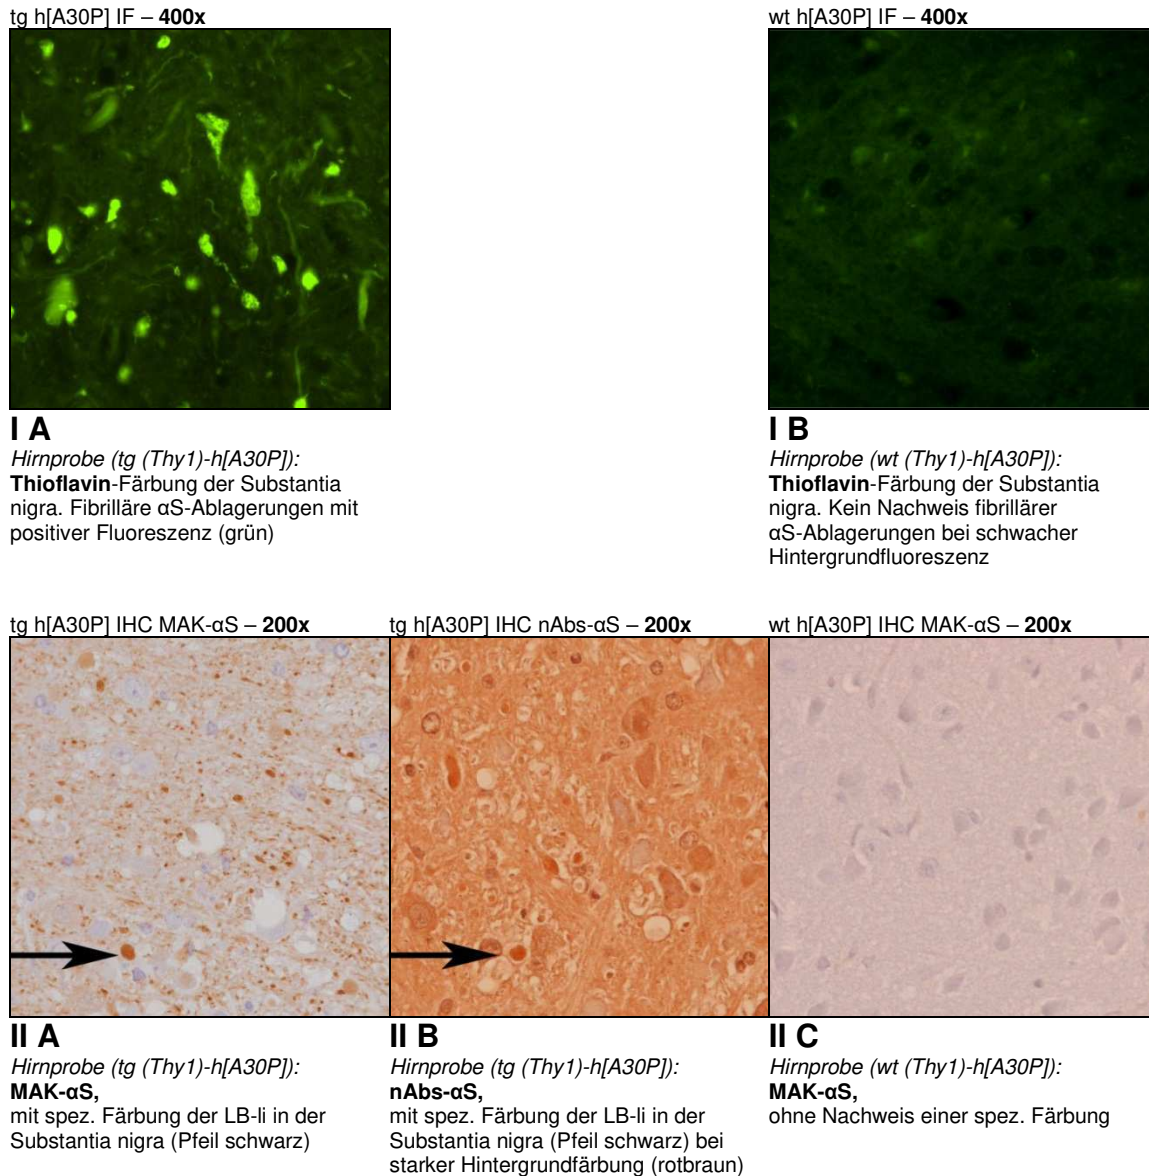 tg h[A30P] IF – 400x
wt h[A30P] IF – 400x
I A
Hirnprobe (tg (Thy1)-h[A30P]):
Thioflavin-Färbung der Substantia
nigra. Fibrilläre αS-Ablagerungen mit
positiver Fluoreszenz (grün)
I B
Hirnprobe (wt (Thy1)-h[A30P]):
Thioflavin-Färbung der Substantia
nigra. Kein Nachweis fibrillärer
αS-Ablagerungen bei schwacher
Hintergrundfluoreszenz
tg h[A30P] IHC MAK-αS – 200x
tg h[A30P] IHC nAbs-αS – 200x
wt h[A30P] IHC MAK-αS – 200x
II A
Hirnprobe (tg (Thy1)-h[A30P]):
MAK-αS,
mit spez. Färbung der LB-li in der
Substantia nigra (Pfeil schwarz)
II B
Hirnprobe (tg (Thy1)-h[A30P]):
nAbs-αS,
mit spez. Färbung der LB-li in der
Substantia nigra (Pfeil schwarz) bei
starker Hintergrundfärbung (rotbraun)
II C
Hirnprobe (wt (Thy1)-h[A30P]):
MAK-αS,
ohne Nachweis einer spez. Färbung